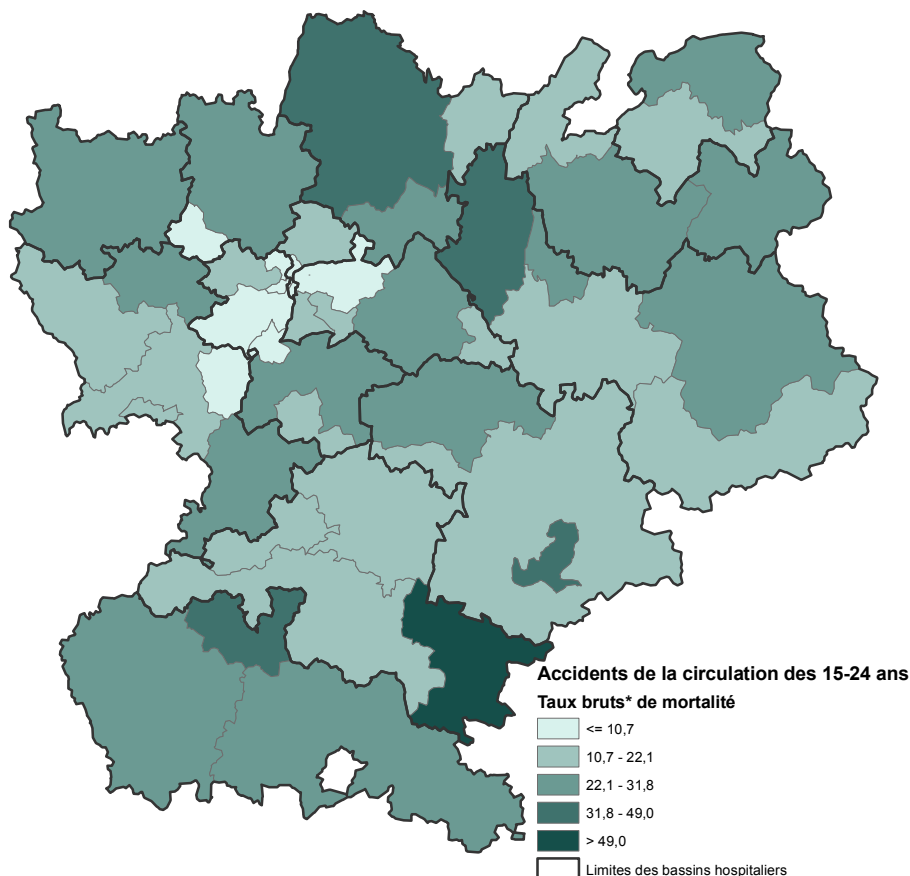 Accidents de la circulation des 15-24 ans
Taux bruts* de mortalité
<= 10,7
10,7 - 22,1
22,1 - 31,8
31,8 - 49,0
> 49,0
Limites des bassins hospitaliers